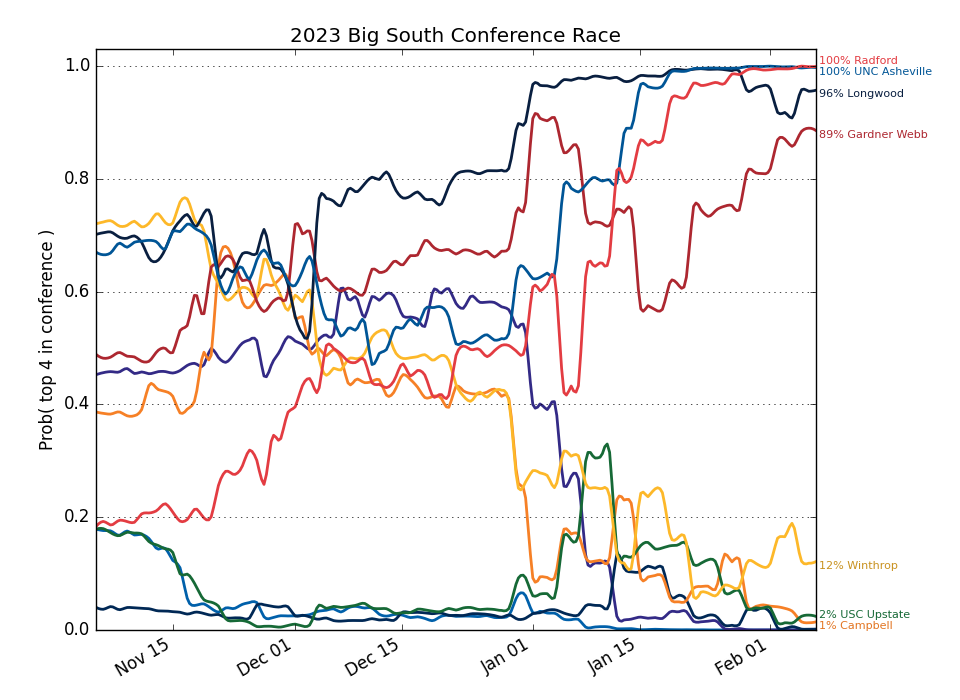 2023 Big South Conference Race
Prob( top 4 in conference )
1.0
0.8
0.6
0.4
0.2
0.0
Nov 15
Dec 01
Dec 15
Jan 01
Jan 15
Feb 01
100% Radford
100% UNC Asheville
96% Longwood
89% Gardner Webb
12% Winthrop
2% USC Upstate
1% Campbell